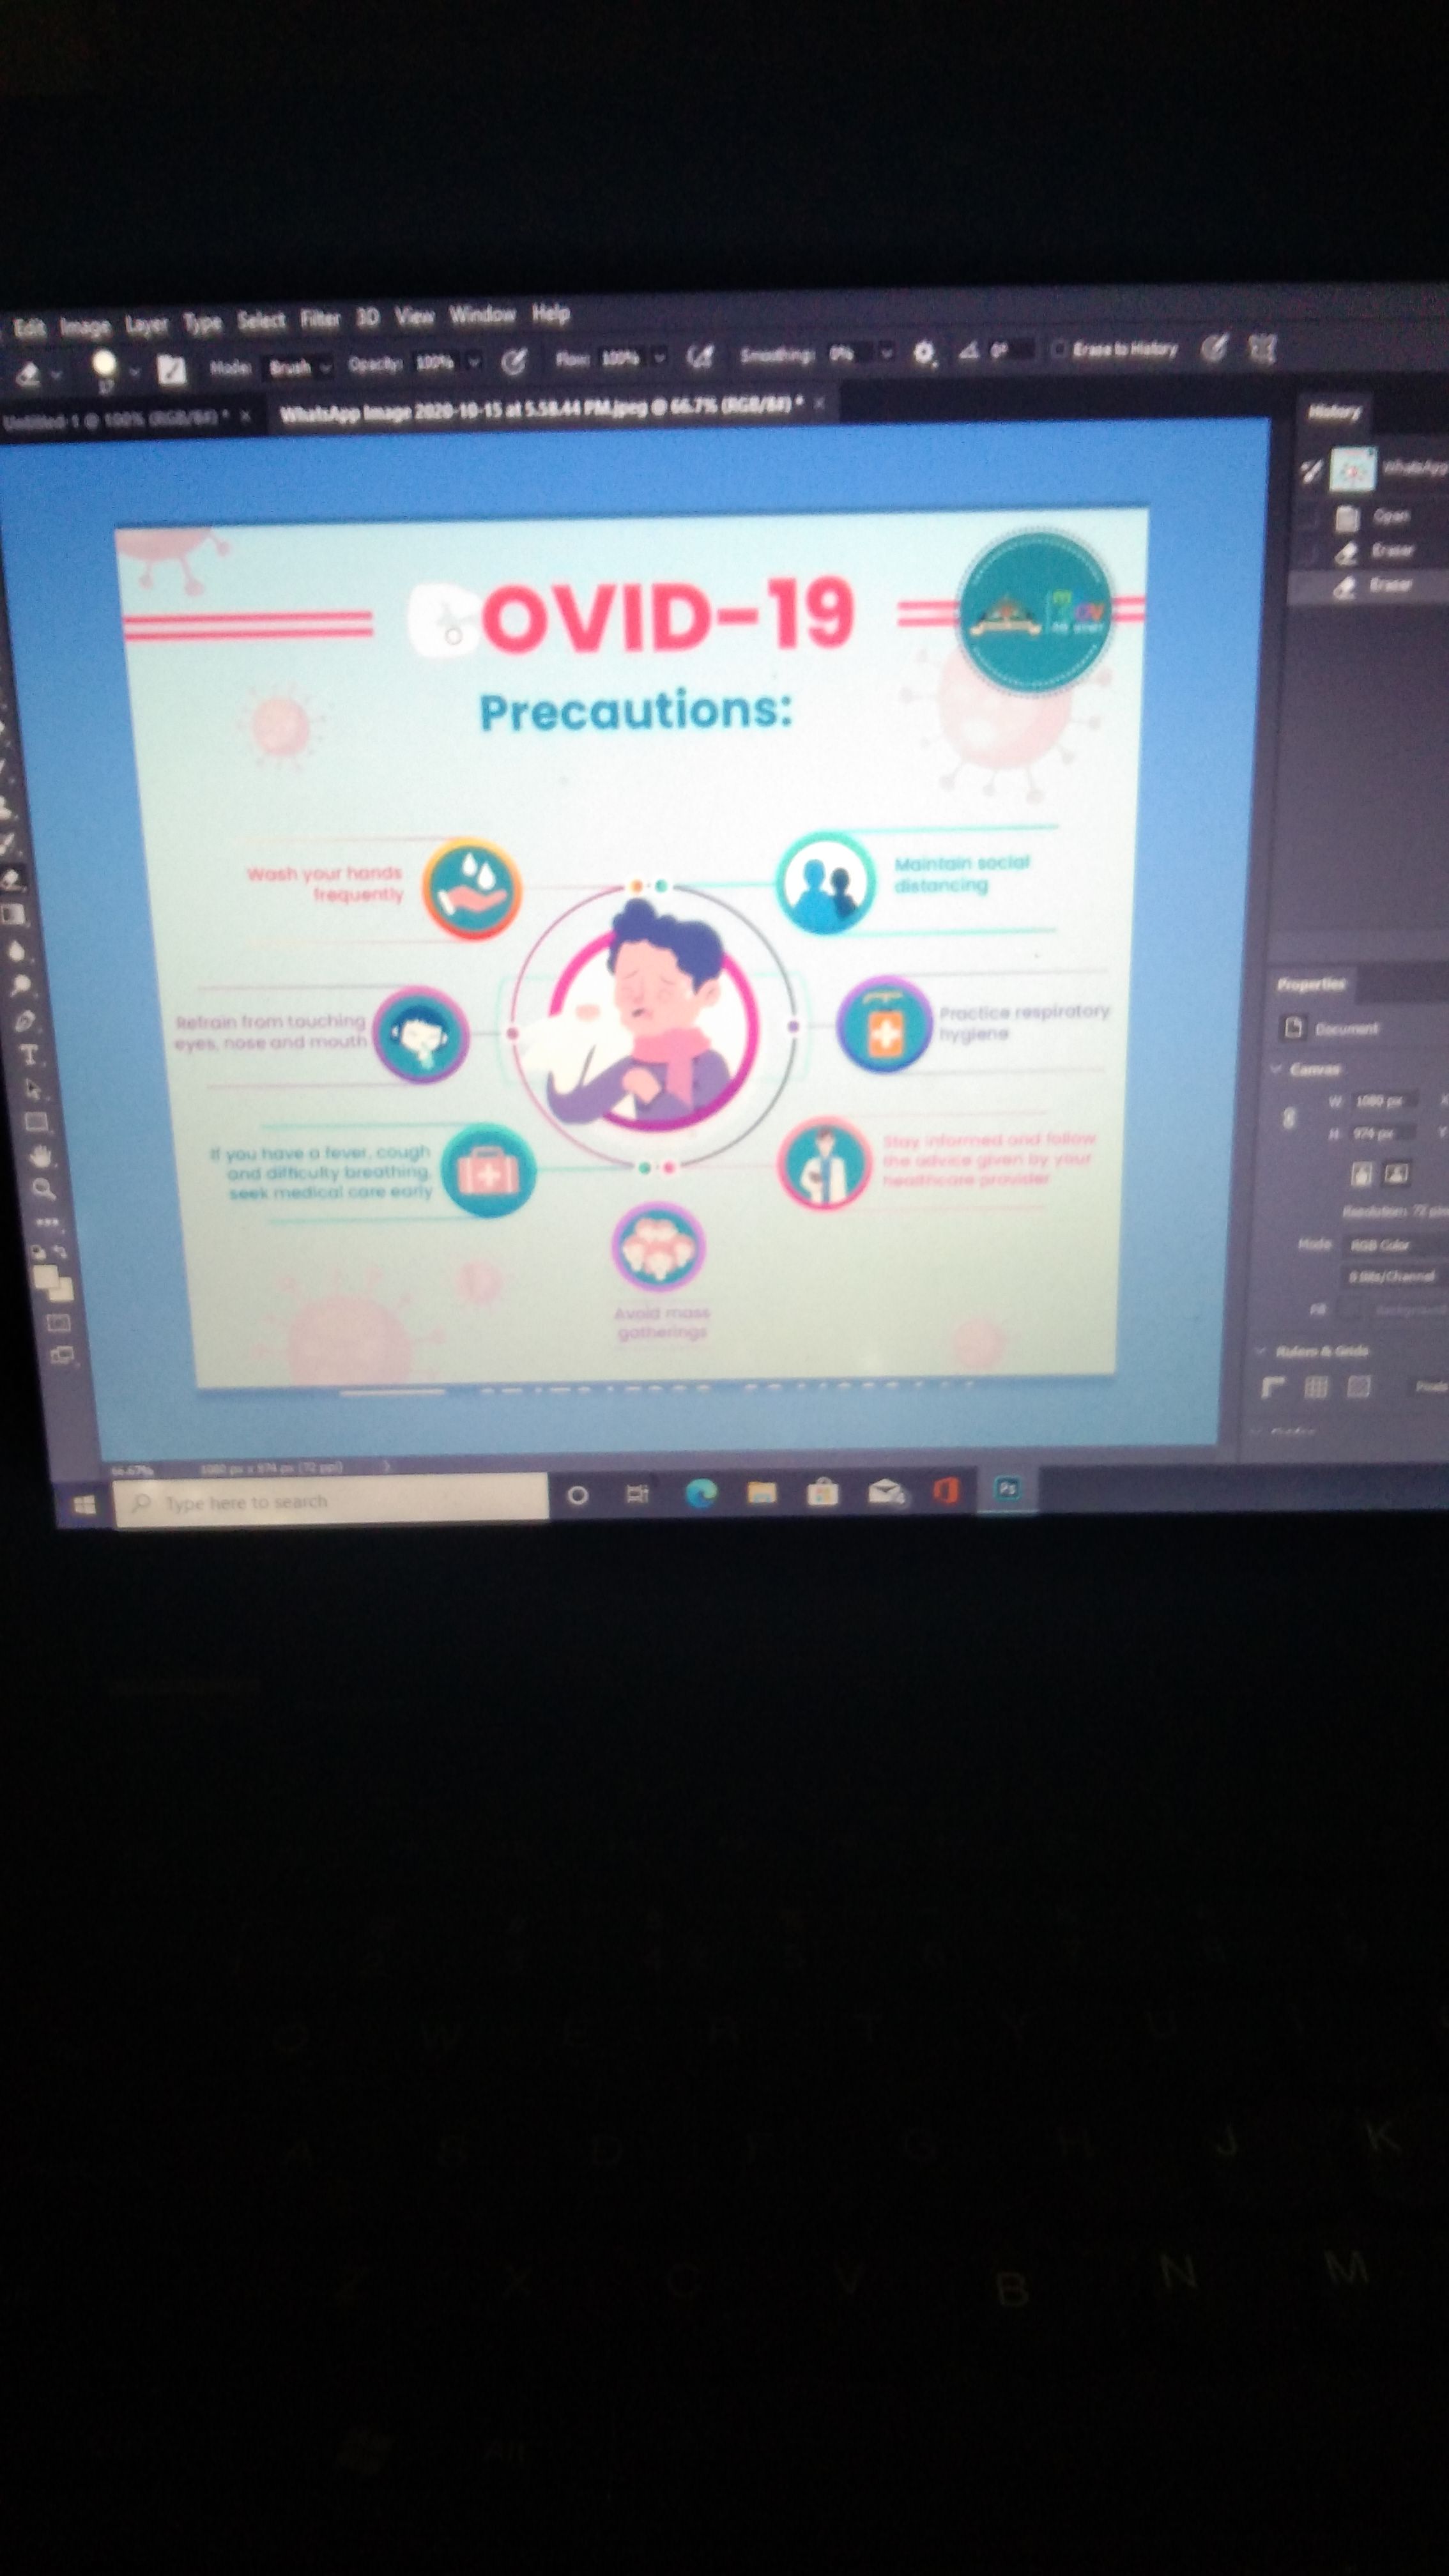 Edit Image Layer Type Select Filter 3D View Window Help
Mode: Brush Opacity: 100% Flow: 100% Smoothing: 0% 0° Erase to History
17
Untitled-1 @ 100% (RGB/8#) * × WhatsApp Image 2020-10-15 at 5.58.44 PM.jpeg @ 66.7% (RGB/8#) * ×
History
WhatsApp
Open
Eraser
Eraser
OVID-19
Precautions:
Wash your hands
frequently
Maintain social
distancing
Refrain from touching
eyes, nose and mouth
Practice respiratory
hygiene
If you have a fever, cough
and difficulty breathing,
seek medical care early
Stay informed and follow
the advice given by your
healthcare provider
Avoid mass
gatherings
Properties
Document
Canvas
W 1080 px X
H 974 px Y
Resolution: 72
Mode RGB Color
8 Bits/Channel
Fill
Rulers & Grids
66.67% 1080 px x 974 px (72 ppi)
Type here to search
Ps
J K
B N M